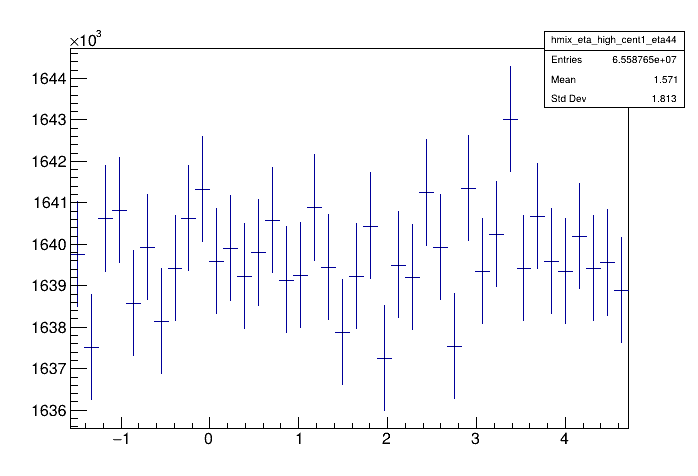 ×10³
hmix_eta_high_cent1_eta44
Entries 6.558765e+07
Mean 1.571
Std Dev 1.813
1644
1643
1642
1641
1640
1639
1638
1637
1636
−1 0 1 2 3 4